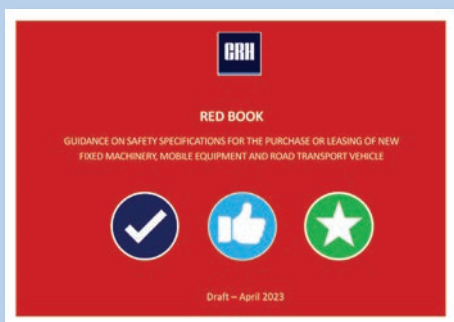 CRH
RED BOOK
GUIDANCE ON SAFETY SPECIFICATIONS FOR THE PURCHASE OR LEASING OF NEW
FIXED MACHINERY, MOBILE EQUIPMENT AND ROAD TRANSPORT VEHICLE
Draft – April 2023